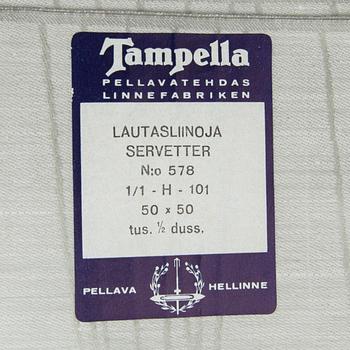 Tampella
PELLAVATEHDAS
LINNEFABRIKEN
LAUTASLIINOJA
SERVETTER
N:o 578
1/1 - H - 101
50 x 50
tus. ½ duss.
PELLAVA HELLINNE